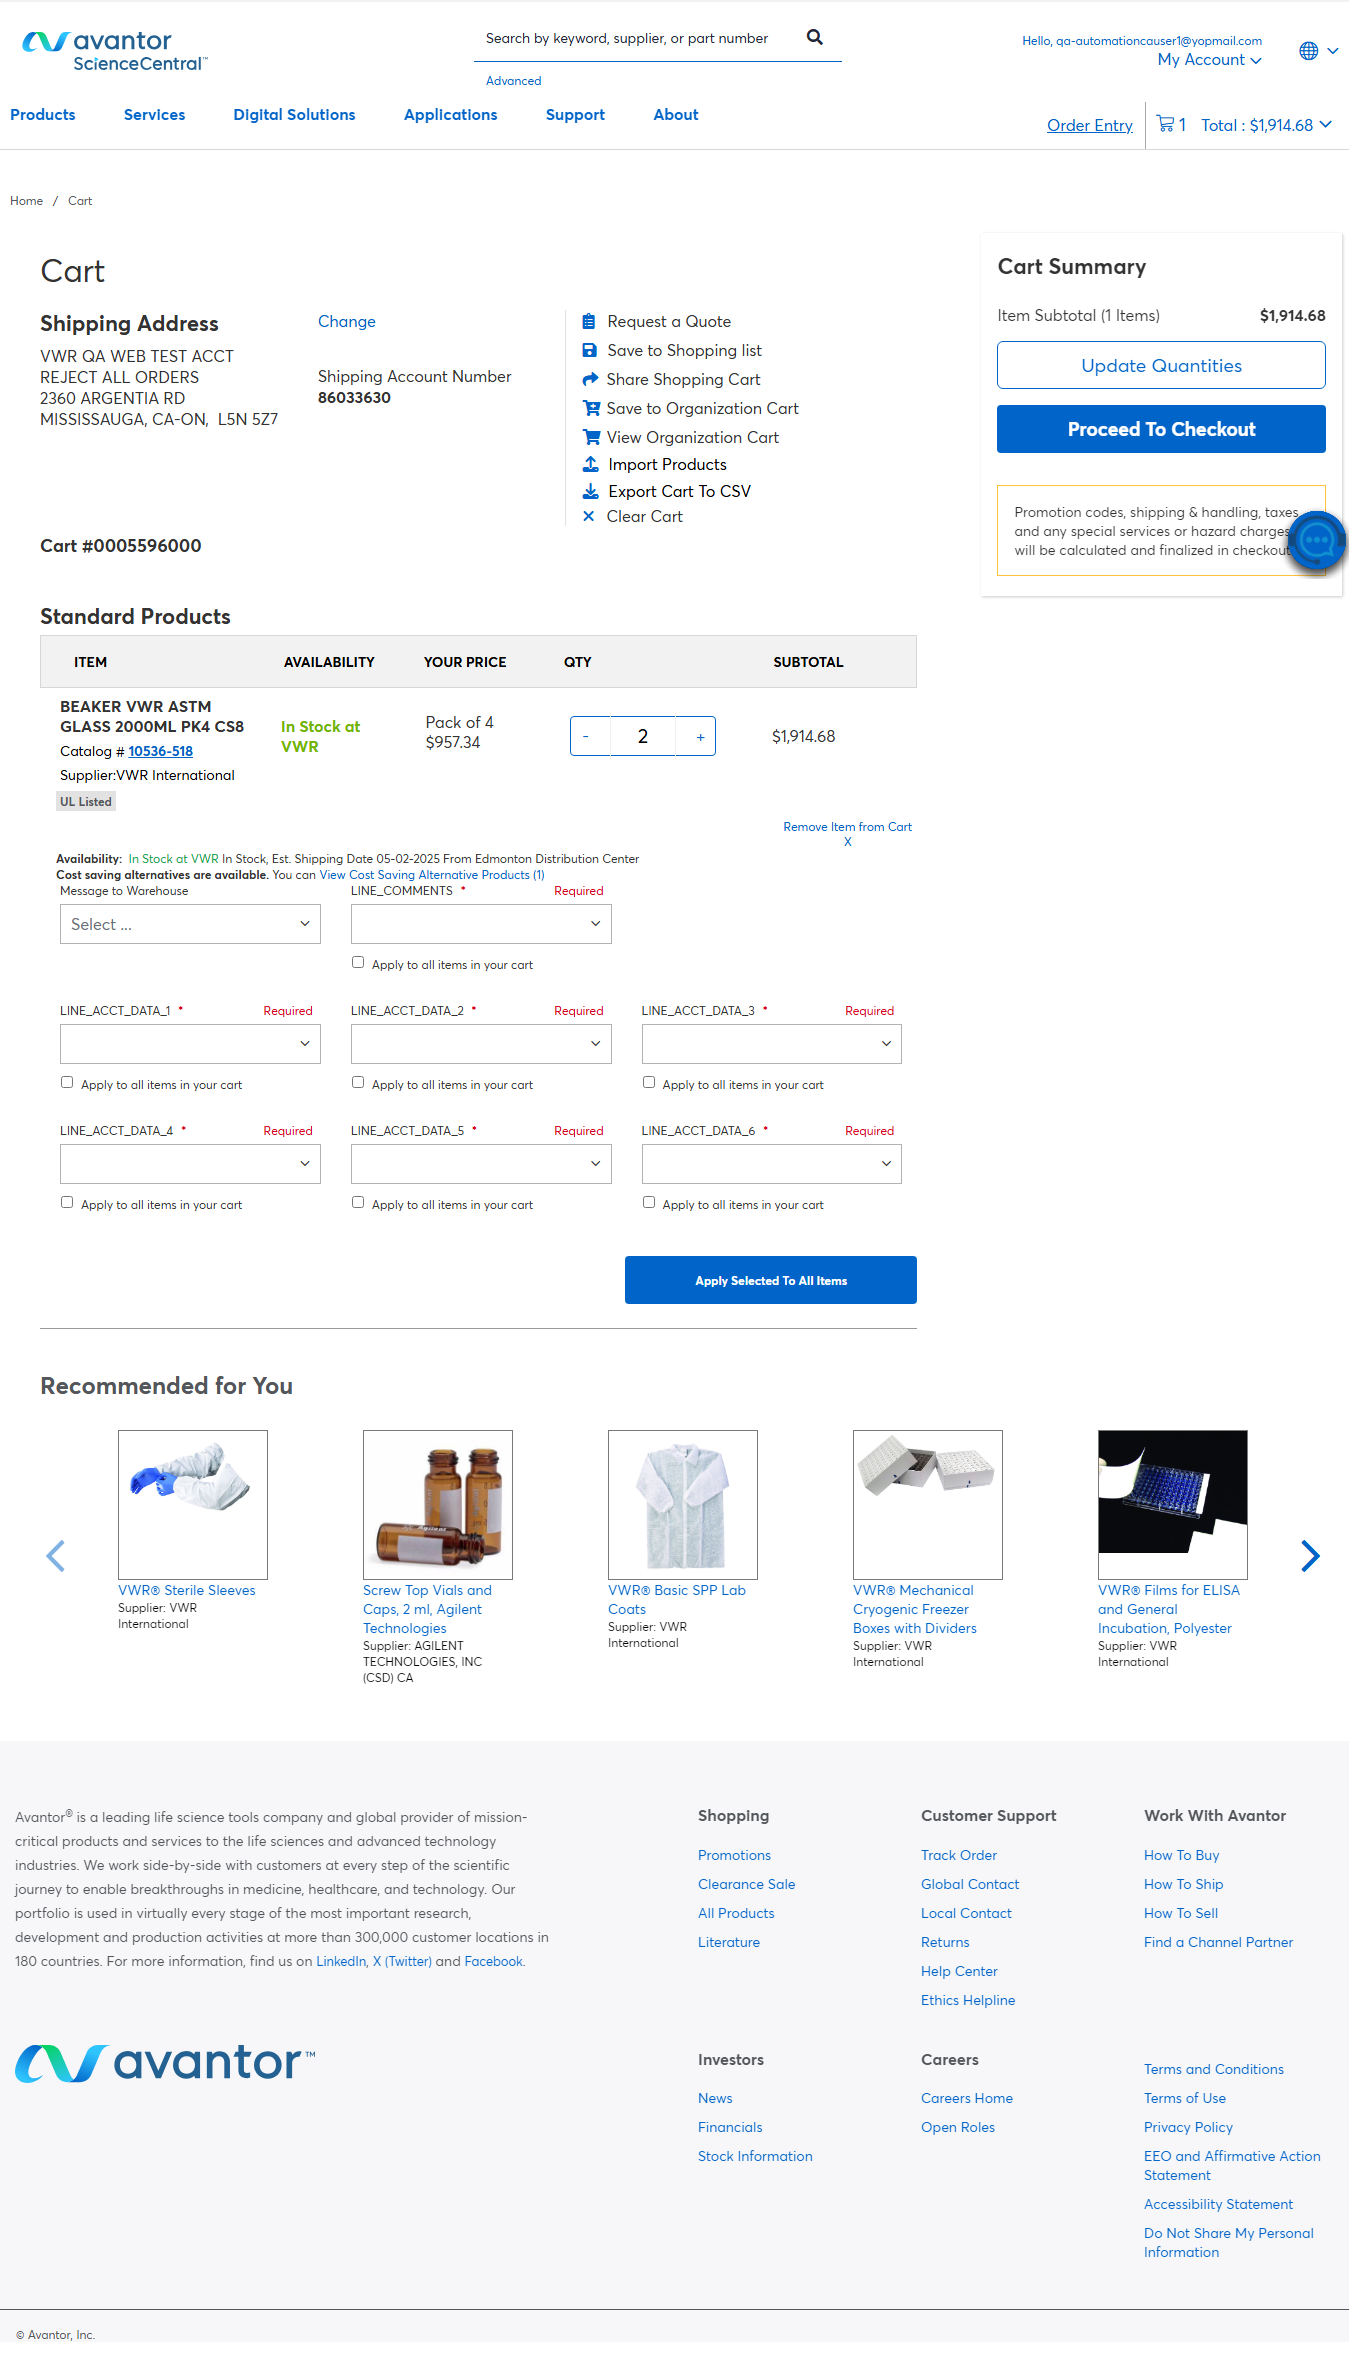 avantor
ScienceCentral™
Search by keyword, supplier, or part number
Advanced
Hello, qa-automationcauser1@yopmail.com
My Account
Products
Services
Digital Solutions
Applications
Support
About
Order Entry
1
Total : $1,914.68
Home / Cart
Cart
Shipping Address
VWR QA WEB TEST ACCT
REJECT ALL ORDERS
2360 ARGENTIA RD
MISSISSAUGA, CA-ON, L5N 5Z7
Change
Shipping Account Number
86033630
Request a Quote
Save to Shopping list
Share Shopping Cart
Save to Organization Cart
View Organization Cart
Import Products
Export Cart To CSV
Clear Cart
Cart #0005596000
Cart Summary
Item Subtotal (1 Items) $1,914.68
Update Quantities
Proceed To Checkout
Promotion codes, shipping & handling, taxes
and any special services or hazard charges
will be calculated and finalized in checkout
Standard Products
ITEM AVAILABILITY YOUR PRICE QTY SUBTOTAL
BEAKER VWR ASTM
GLASS 2000ML PK4 CS8
Catalog # 10536-518
Supplier:VWR International
UL Listed
In Stock at
VWR
Pack of 4
$957.34
- 2 +
$1,914.68
Remove Item from Cart
X
Availability: In Stock at VWR In Stock, Est. Shipping Date 05-02-2025 From Edmonton Distribution Center
Cost saving alternatives are available. You can View Cost Saving Alternative Products (1)
Message to Warehouse
Select ...
LINE_COMMENTS * Required
Apply to all items in your cart
LINE_ACCT_DATA_1 * Required
Apply to all items in your cart
LINE_ACCT_DATA_2 * Required
Apply to all items in your cart
LINE_ACCT_DATA_3 * Required
Apply to all items in your cart
LINE_ACCT_DATA_4 * Required
Apply to all items in your cart
LINE_ACCT_DATA_5 * Required
Apply to all items in your cart
LINE_ACCT_DATA_6 * Required
Apply to all items in your cart
Apply Selected To All Items
Recommended for You
VWR® Sterile Sleeves
Supplier: VWR
International
Agilent
Screw Top Vials and
Caps, 2 ml, Agilent
Technologies
Supplier: AGILENT
TECHNOLOGIES, INC
(CSD) CA
VWR® Basic SPP Lab
Coats
Supplier: VWR
International
VWR® Mechanical
Cryogenic Freezer
Boxes with Dividers
Supplier: VWR
International
VWR® Films for ELISA
and General
Incubation, Polyester
Supplier: VWR
International
Avantor® is a leading life science tools company and global provider of mission-
critical products and services to the life sciences and advanced technology
industries. We work side-by-side with customers at every step of the scientific
journey to enable breakthroughs in medicine, healthcare, and technology. Our
portfolio is used in virtually every stage of the most important research,
development and production activities at more than 300,000 customer locations in
180 countries. For more information, find us on LinkedIn, X (Twitter) and Facebook.
avantor™
Shopping
Promotions
Clearance Sale
All Products
Literature
Customer Support
Track Order
Global Contact
Local Contact
Returns
Help Center
Ethics Helpline
Work With Avantor
How To Buy
How To Ship
How To Sell
Find a Channel Partner
Investors
News
Financials
Stock Information
Careers
Careers Home
Open Roles
Terms and Conditions
Terms of Use
Privacy Policy
EEO and Affirmative Action
Statement
Accessibility Statement
Do Not Share My Personal
Information
© Avantor, Inc.